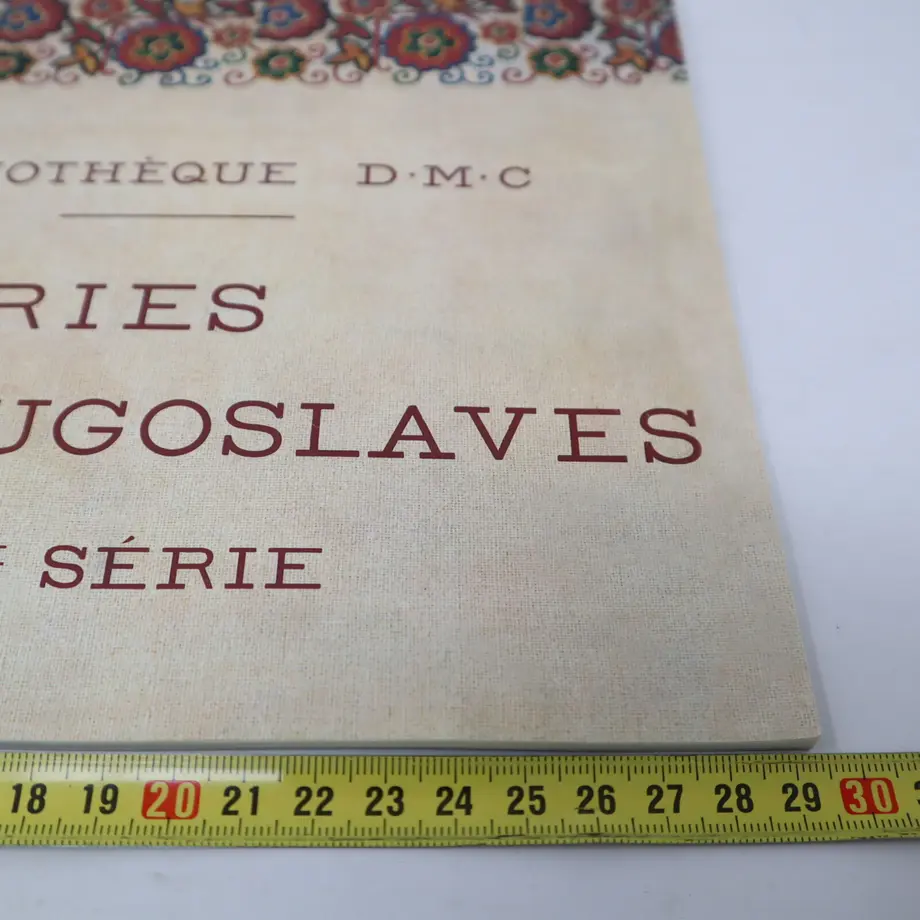 OTHÈQUE D·M·C
RIES
UGOSLAVES
SÉRIE
18 19 20 21 22 23 24 25 26 27 28 29 30